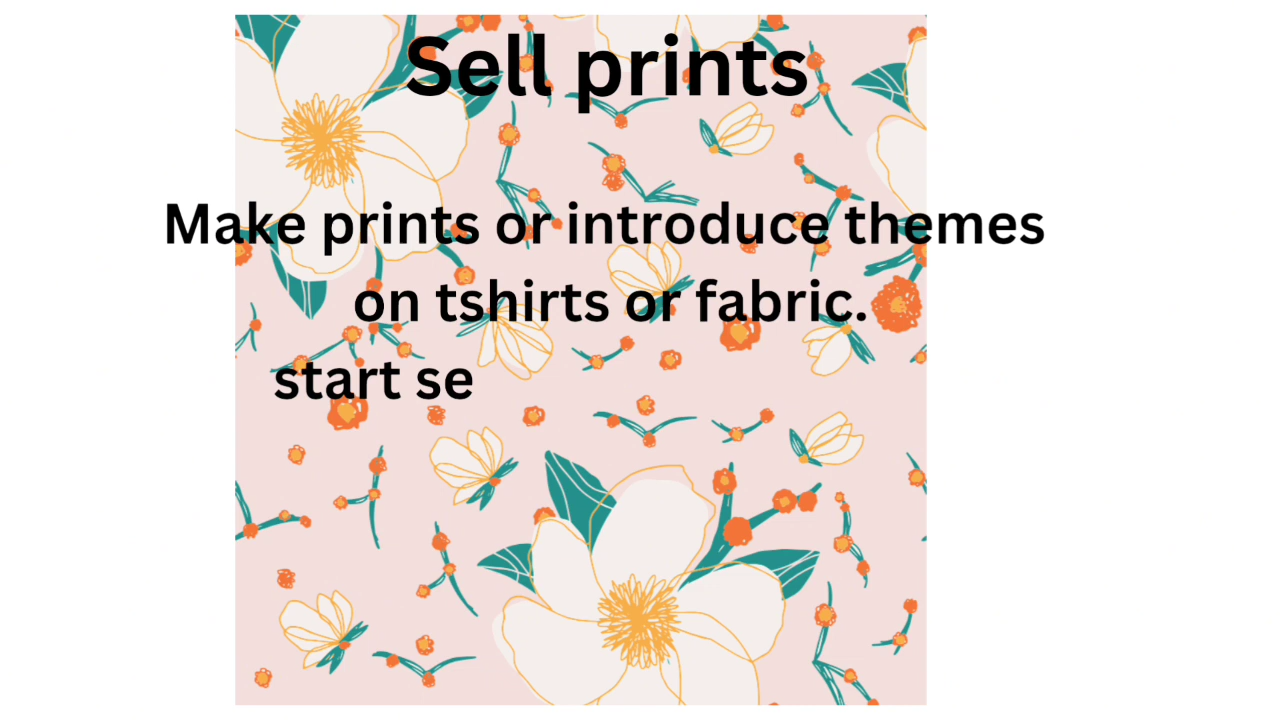 Sell prints
Make prints or introduce themes
on tshirts or fabric.
start se